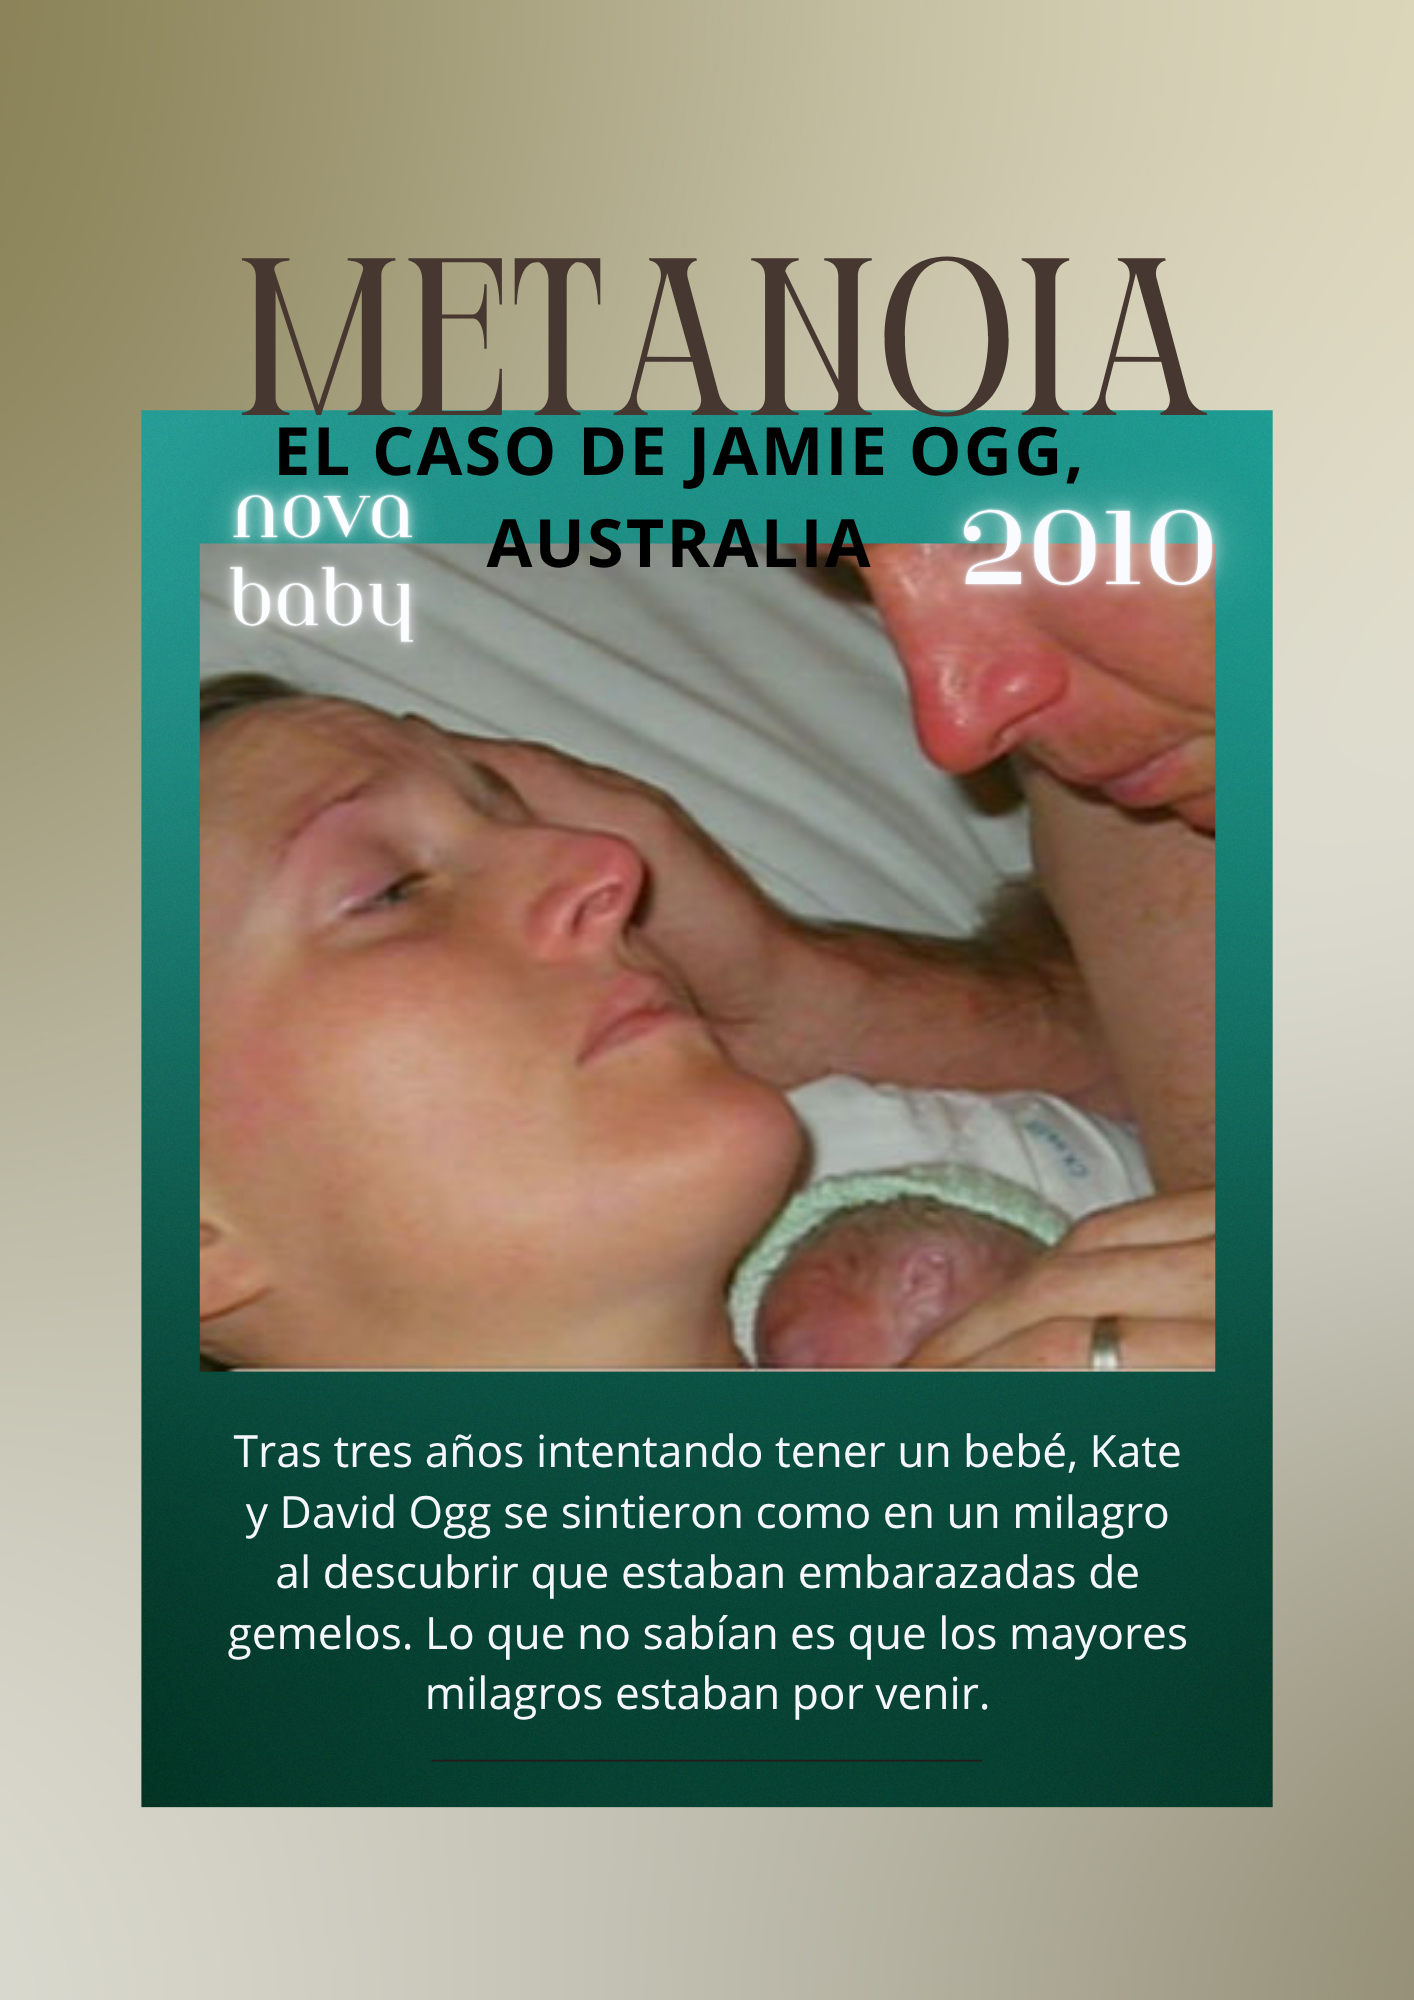 METANOIA
EL CASO DE JAMIE OGG,
AUSTRALIA
nova
baby
2010
Tras tres años intentando tener un bebé, Kate
y David Ogg se sintieron como en un milagro
al descubrir que estaban embarazadas de
gemelos. Lo que no sabían es que los mayores
milagros estaban por venir.